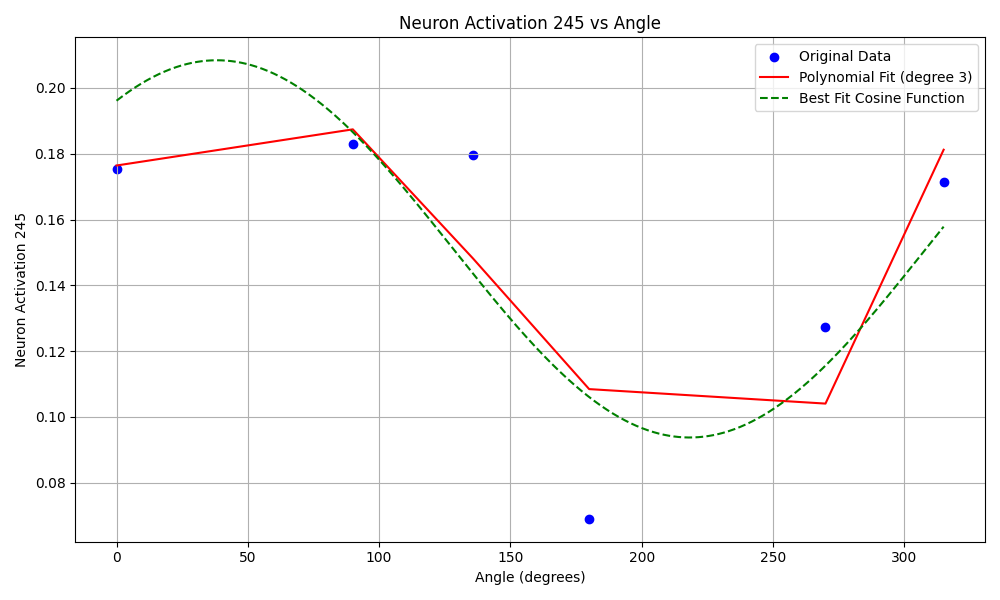 Neuron Activation 245 vs Angle
Original Data
Polynomial Fit (degree 3)
Best Fit Cosine Function
Neuron Activation 245
0.20
0.18
0.16
0.14
0.12
0.10
0.08
0
50
100
150
200
250
300
Angle (degrees)